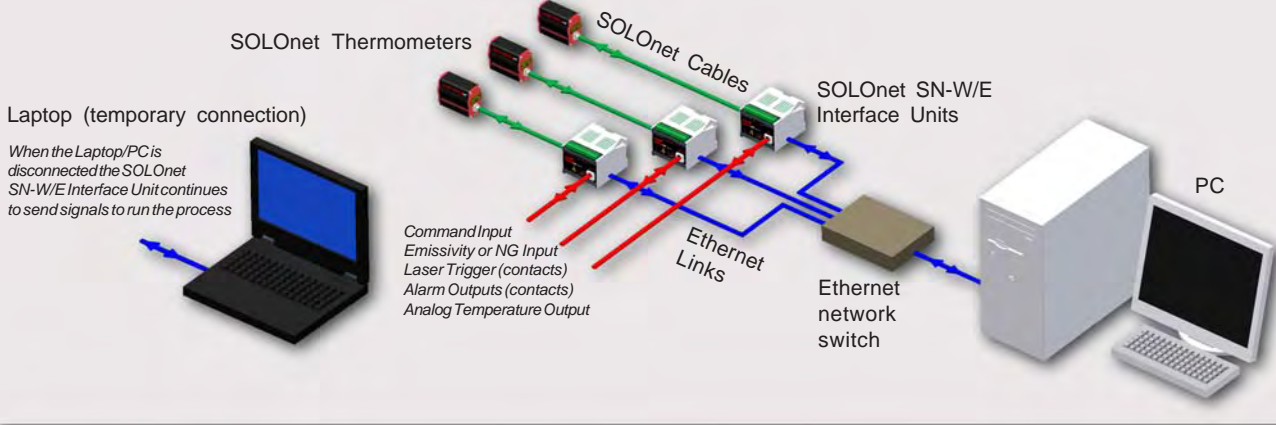 SOLOnet Thermometers
SOLOnet Cables
SOLOnet SN-W/E
Interface Units
Laptop (temporary connection)
When the Laptop/PC is
disconnected the SOLOnet
SN-W/E Interface Unit continues
to send signals to run the process
PC
Command Input
Emissivity or NG Input
Laser Trigger (contacts)
Alarm Outputs (contacts)
Analog Temperature Output
Ethernet
Links
Ethernet
network
switch